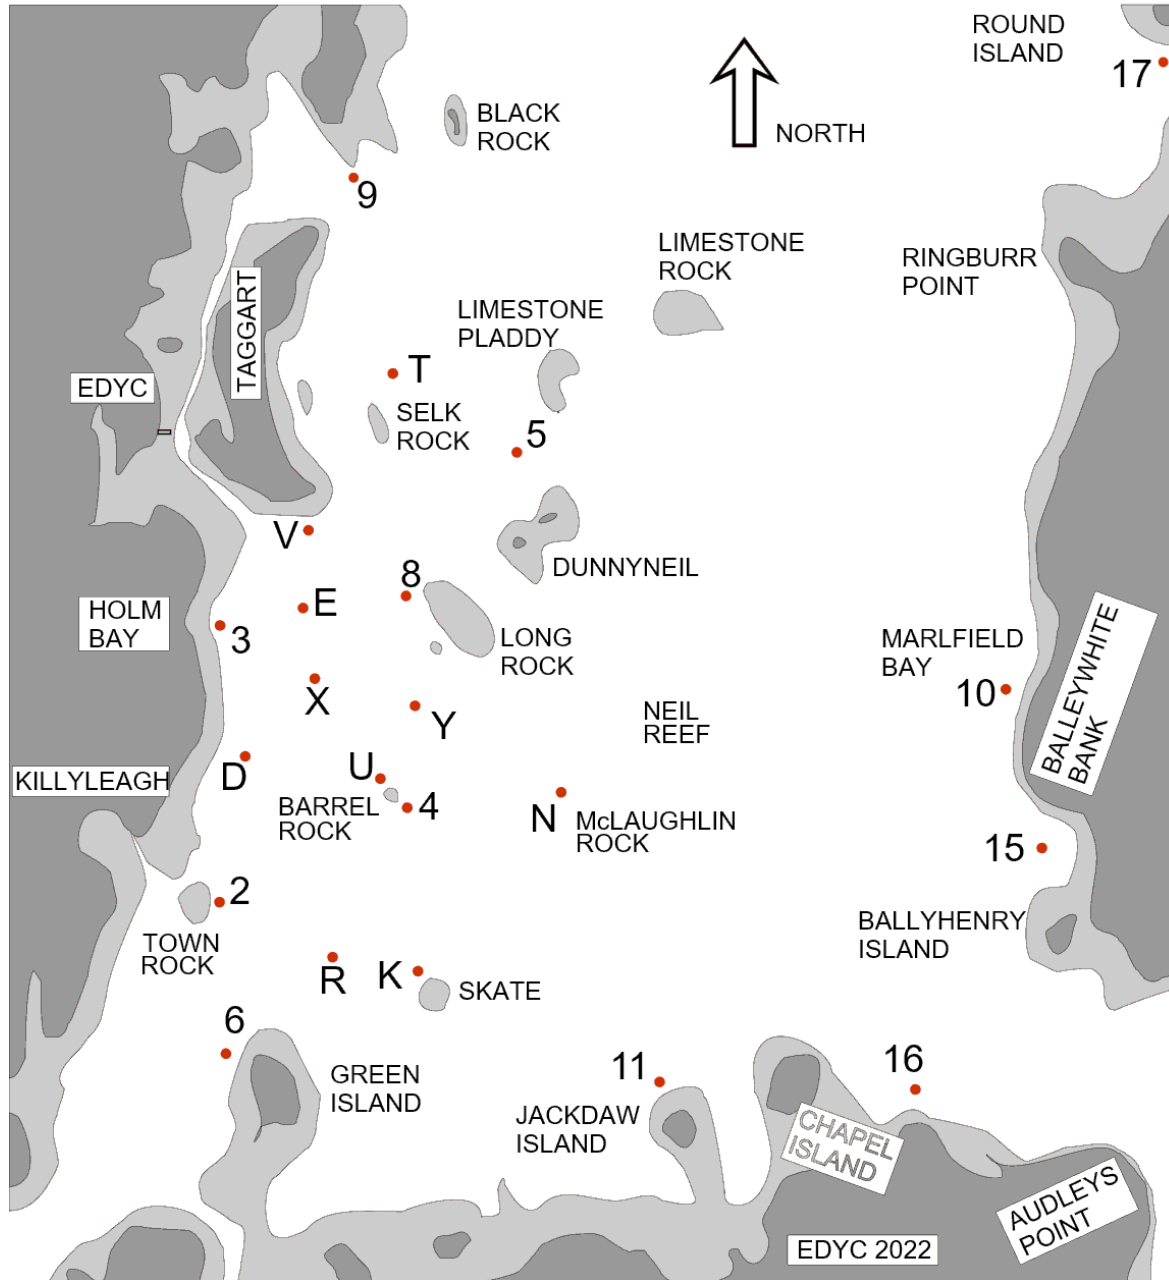 ROUND
ISLAND
17
BLACK
ROCK
NORTH
9
LIMESTONE
ROCK
RINGBURR
POINT
TAGGART
LIMESTONE
PLADDY
EDYC
T
SELK
ROCK
5
V
8
DUNNYNEIL
E
HOLM
BAY
3
LONG
ROCK
MARLFIELD
BAY
BALLEYWHITE
BANK
10
X
Y
NEIL
REEF
KILLYLEAGH
D
U
BARREL
ROCK
4
N
McLAUGHLIN
ROCK
15
2
TOWN
ROCK
BALLYHENRY
ISLAND
R
K
SKATE
6
GREEN
ISLAND
11
16
JACKDAW
ISLAND
CHAPEL
ISLAND
AUDLEYS
POINT
EDYC 2022